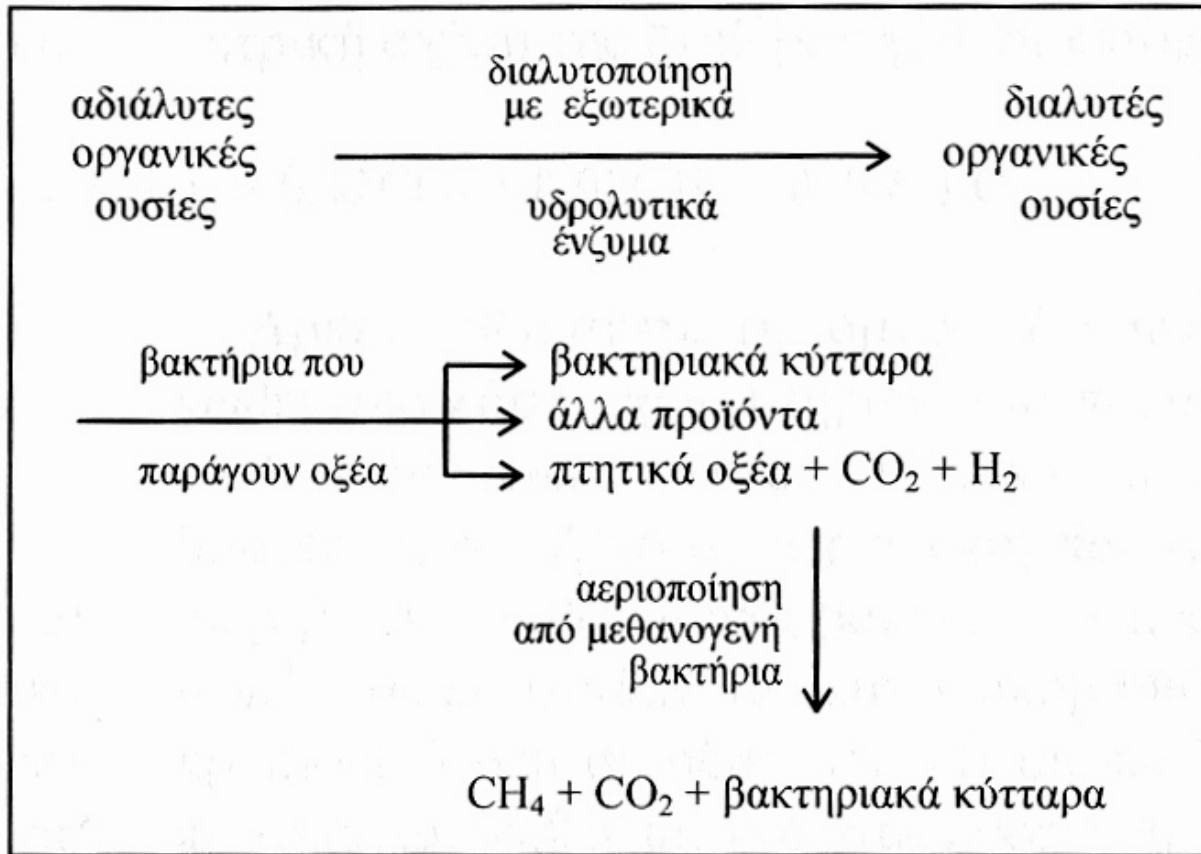 αδιάλυτες
οργανικές
ουσίες
διαλυτοποίηση
με εξωτερικά
υδρολυτικά
ένζυμα
διαλυτές
οργανικές
ουσίες
βακτήρια που
παράγουν οξέα
βακτηριακά κύτταρα
άλλα προϊόντα
πτητικά οξέα + CO₂ + H₂
αεριοποίηση
από μεθανογενή
βακτήρια
CH₄ + CO₂ + βακτηριακά κύτταρα